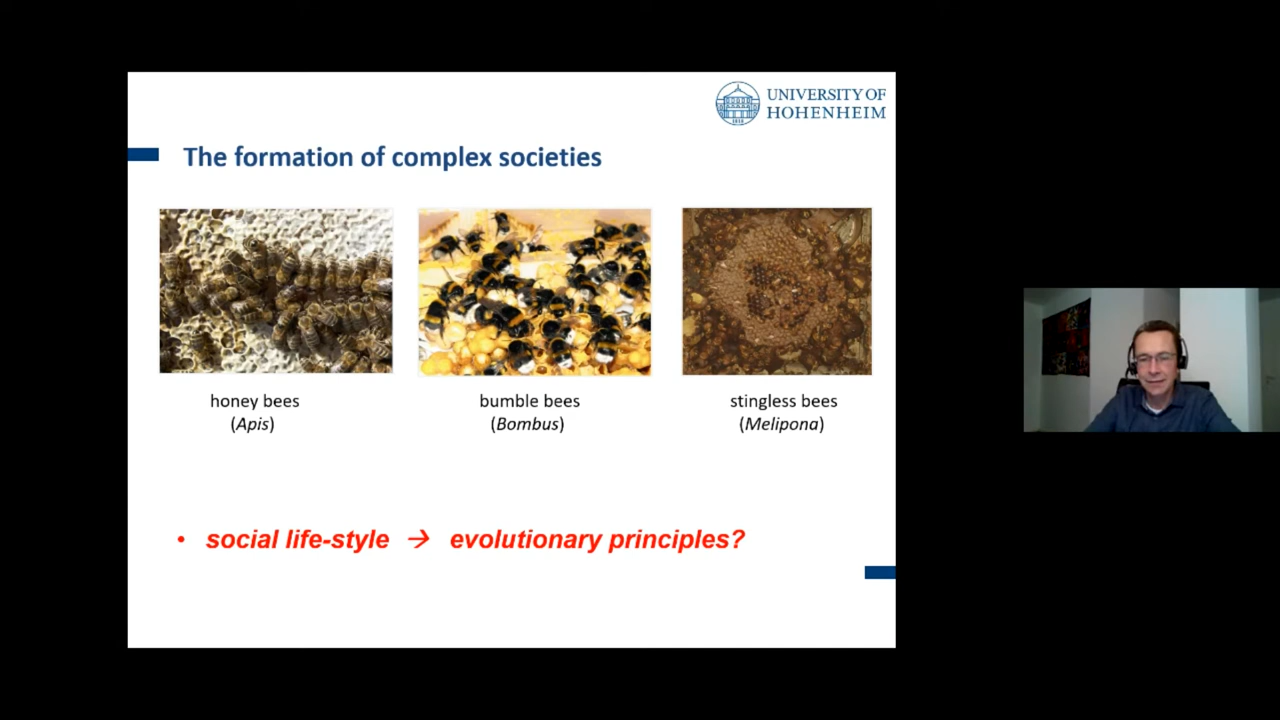 UNIVERSITY OF
HOHENHEIM
1818
The formation of complex societies
honey bees
(Apis)
bumble bees
(Bombus)
stingless bees
(Melipona)
• social life-style → evolutionary principles?